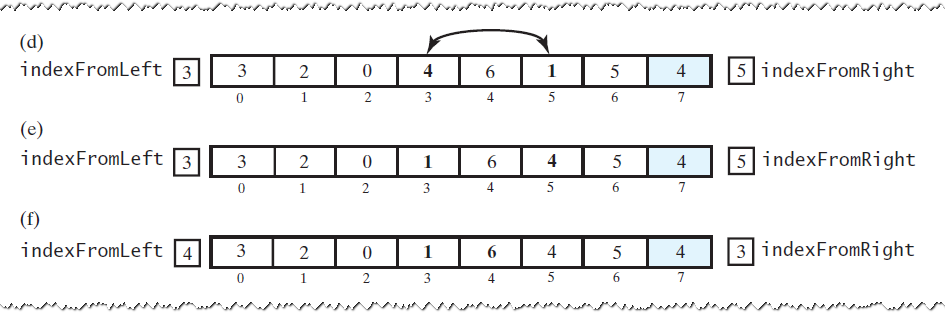 (d)
indexFromLeft 3 3 2 0 4 6 1 5 4 5 indexFromRight
0 1 2 3 4 5 6 7
(e)
indexFromLeft 3 3 2 0 1 6 4 5 4 5 indexFromRight
0 1 2 3 4 5 6 7
(f)
indexFromLeft 4 3 2 0 1 6 4 5 4 3 indexFromRight
0 1 2 3 4 5 6 7